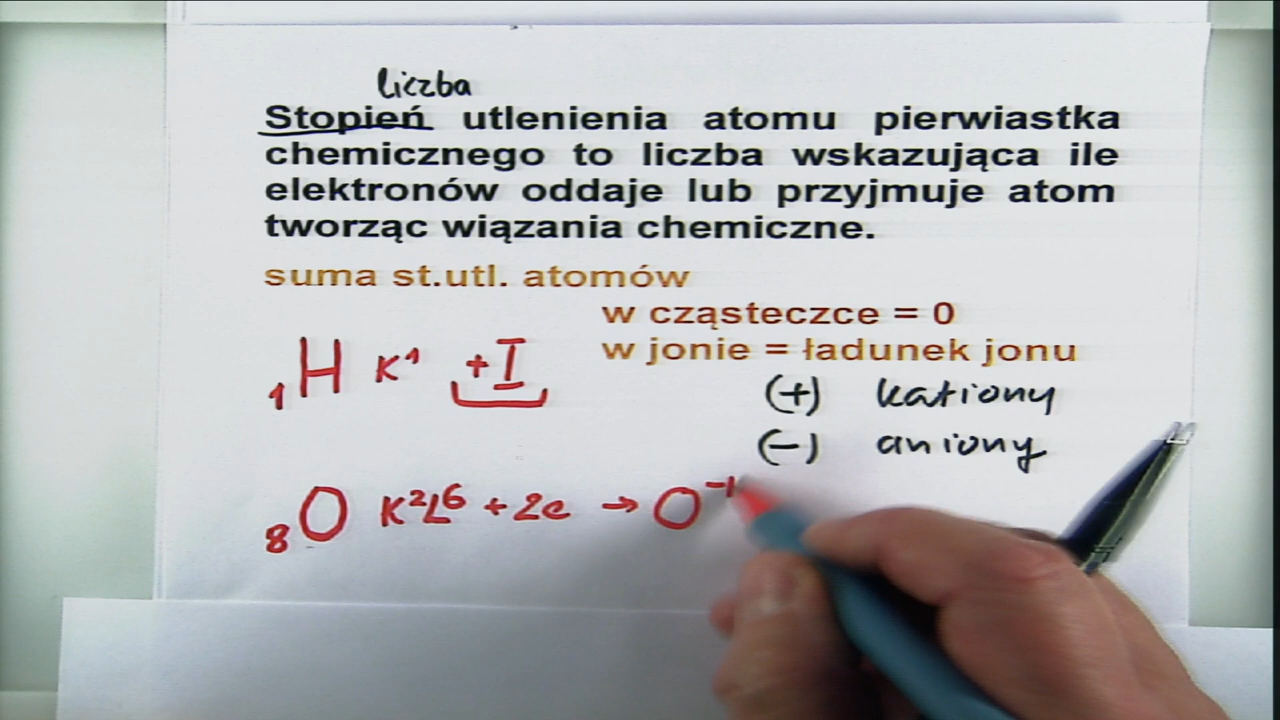 liczba
Stopień utlenienia atomu pierwiastka
chemicznego to liczba wskazująca ile
elektronów oddaje lub przyjmuje atom
tworząc wiązania chemiczne.
suma st.utl. atomów
w cząsteczce = 0
w jonie = ładunek jonu
₁H K¹ +I
(+) kationy
(−) aniony
₈O K²L⁶ + 2e → O⁻